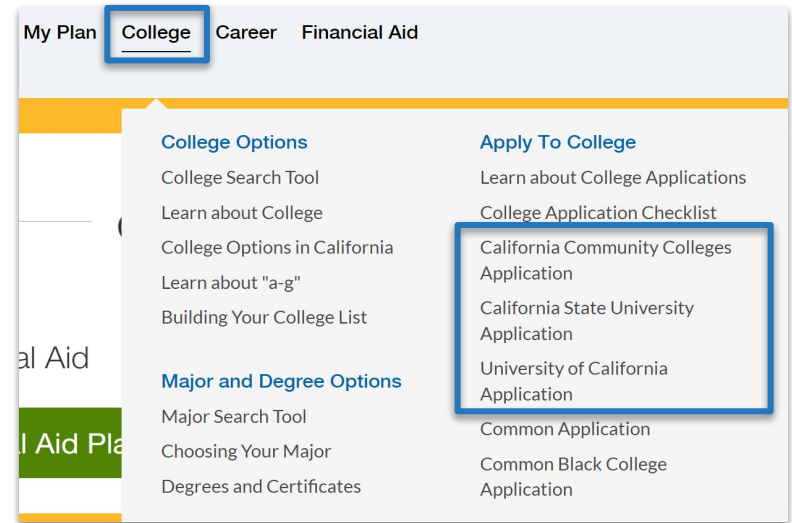 My Plan College Career Financial Aid
College Options
College Search Tool
Learn about College
College Options in California
Learn about "a-g"
Building Your College List
Major and Degree Options
Major Search Tool
Choosing Your Major
Degrees and Certificates
Apply To College
Learn about College Applications
College Application Checklist
California Community Colleges
Application
California State University
Application
University of California
Application
Common Application
Common Black College
Application
al Aid
l Aid Pla